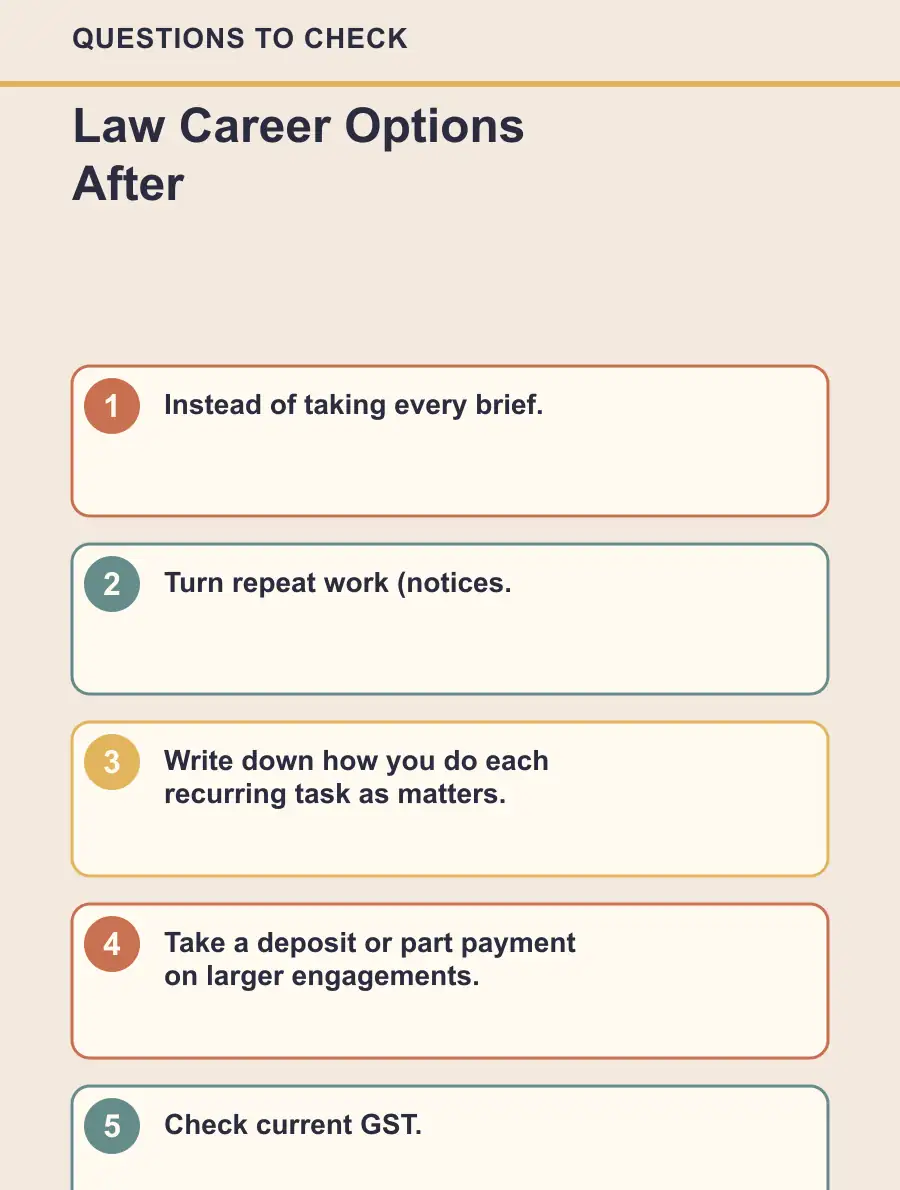 QUESTIONS TO CHECK
Law Career Options
After
1
Instead of taking every brief.
2
Turn repeat work (notices.
3
Write down how you do each
recurring task as matters.
4
Take a deposit or part payment
on larger engagements.
5
Check current GST.